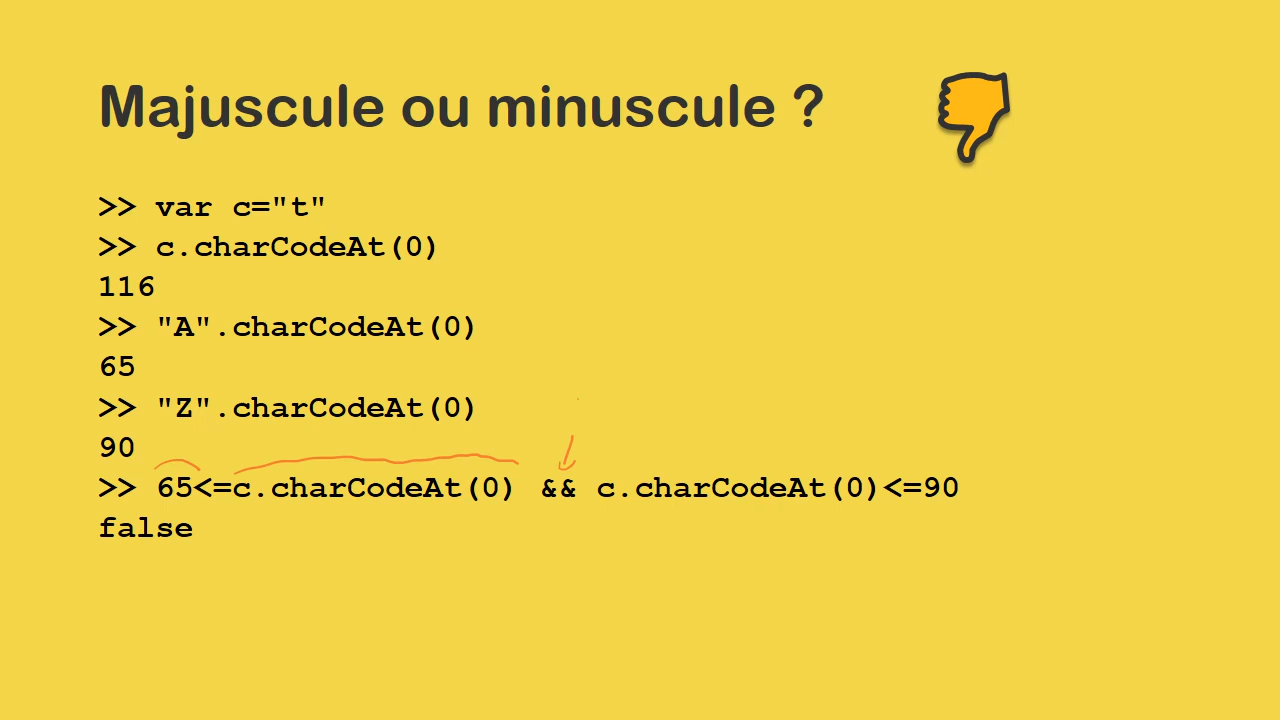 Majuscule ou minuscule ?
>> var c="t"
>> c.charCodeAt(0)
116
>> "A".charCodeAt(0)
65
>> "Z".charCodeAt(0)
90
>> 65<=c.charCodeAt(0) && c.charCodeAt(0)<=90
false